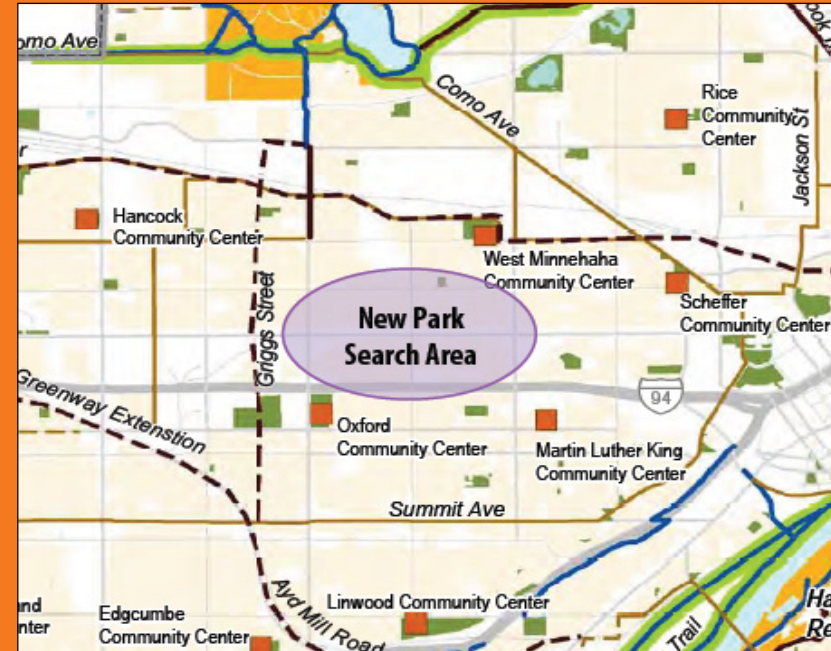 omo Ave
Rice
Community
Center
Como Ave
Jackson St
Hancock
Community Center
West Minnehaha
Community Center
Scheffer
Community Center
Griggs Street
New Park
Search Area
94
Greenway Extenstion
Oxford
Community Center
Martin Luther King
Community Center
Summit Ave
Ayd Mill Road
Linwood Community Center
Edgcumbe
Community Center
nd
nter
Trail
Ha
Re